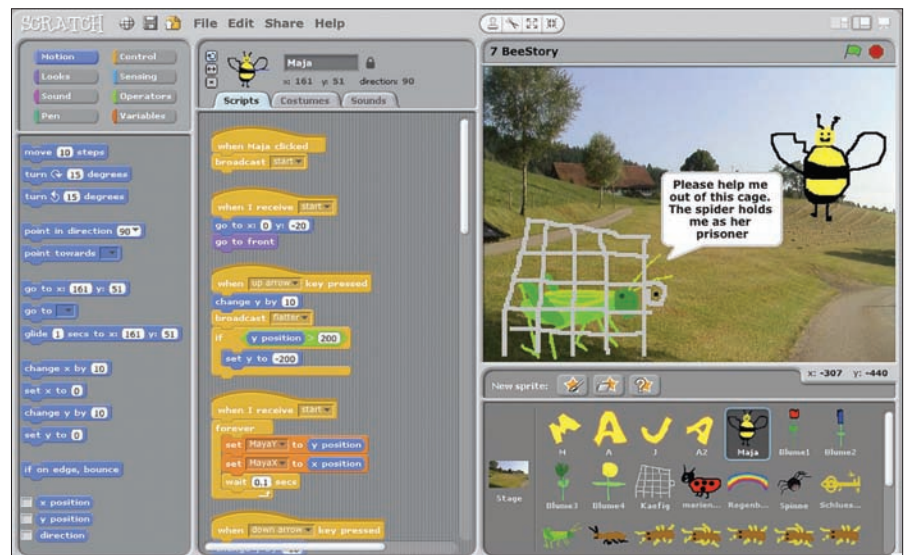 SCRATCH
File Edit Share Help
Motion Control
Looks Sensing
Sound Operators
Pen Variables
move 10 steps
turn 15 degrees
turn 15 degrees
point in direction 90
point towards
go to x: 161 y: 51
go to
glide 1 secs to x: 161 y: 51
change x by 10
set x to 0
change y by 10
set y to 0
if on edge, bounce
x position
y position
direction
Maja
x: 161 y: 51 direction: 90
Scripts Costumes Sounds
when Maja clicked
broadcast start
when I receive start
go to x: 0 y: -20
go to front
when up arrow key pressed
change y by 10
broadcast flatter
if y position > 200
set y to -200
when I receive start
forever
set MayaY to y position
set MayaX to x position
wait 0.1 secs
when down arrow key pressed
7 BeeStory
Please help me
out of this cage.
The spider holds
me as her
prisoner
x: -307 y: -440
New sprite:
M A J A2 Maja Blume1 Blume2
Stage
Blume3 Blume4 Kaefig marien... Regenb... Spinne Schlues...